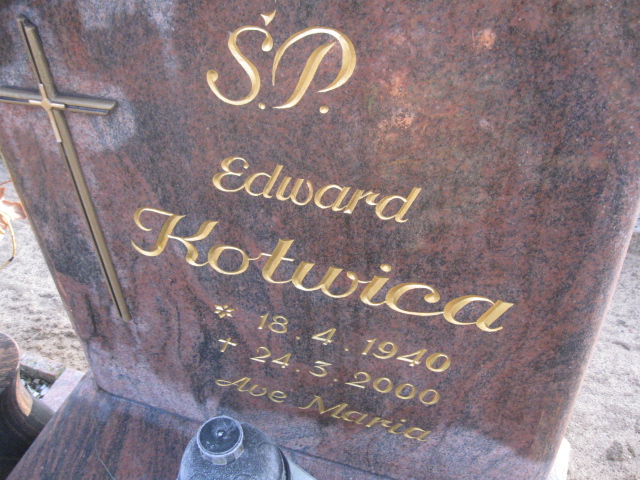 Ś.P.
Edward
Kotwica
* 18.4.1940
+ 24.3.2000
Ave Maria